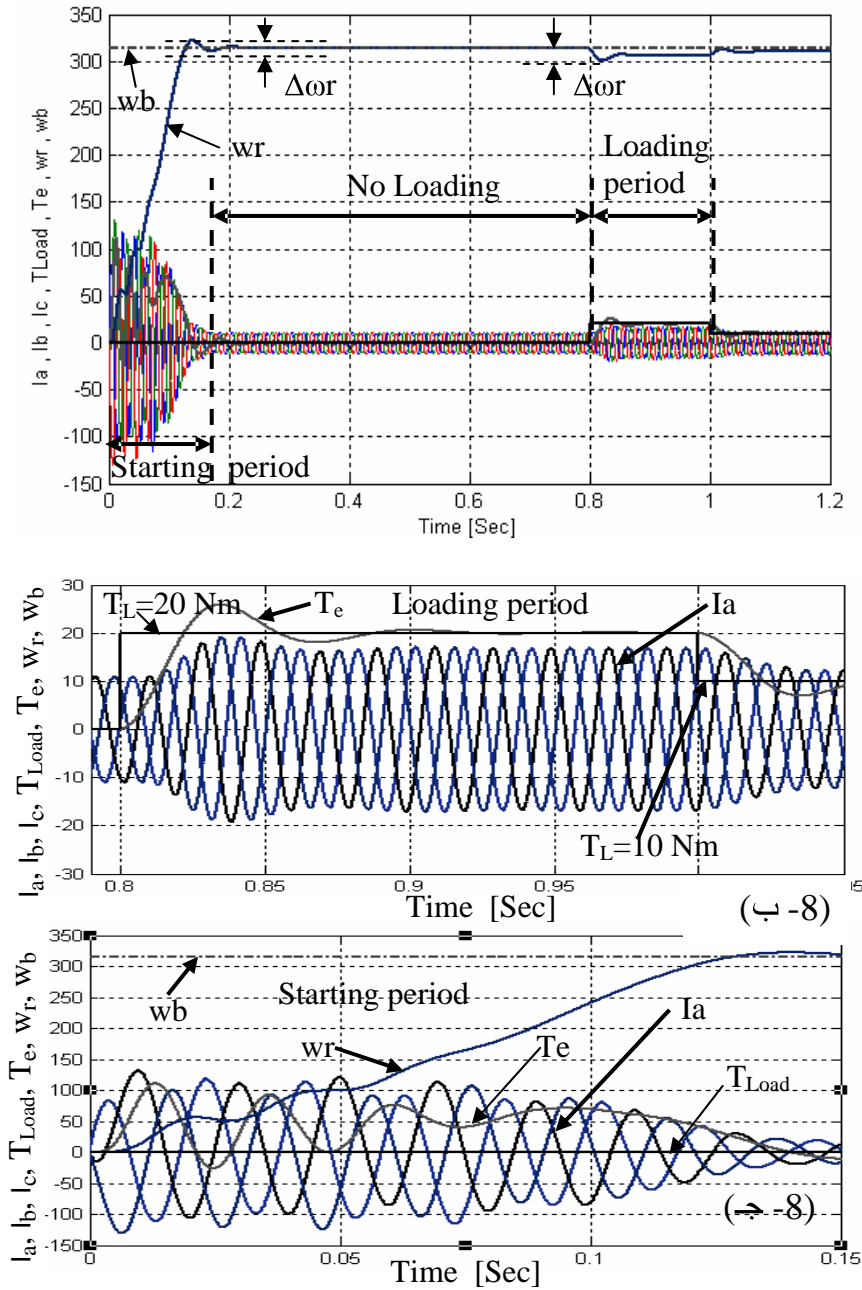 350
300
250
200
150
100
50
0
-50
-100
-150
Ia , Ib , Ic , TLoad , Te , wr , wb
wb
Δωr
Δωr
wr
No Loading
Loading
period
Starting period
0
0.2
0.4
0.6
0.8
1
1.2
Time [Sec]
30
20
10
0
-10
-20
-30
Ia, Ib, Ic, TLoad, Te, wr, wb
TL=20 Nm
Te
Loading period
Ia
TL=10 Nm
0.8
0.85
0.9
0.95
05
Time [Sec]
(8- ب)
350
300
250
200
150
100
50
0
-50
-100
-150
Ia, Ib, Ic, TLoad, Te, wr, wb
wb
Starting period
wr
Te
Ia
TLoad
(8- جـ)
0
0.05
0.1
0.15
Time [Sec]